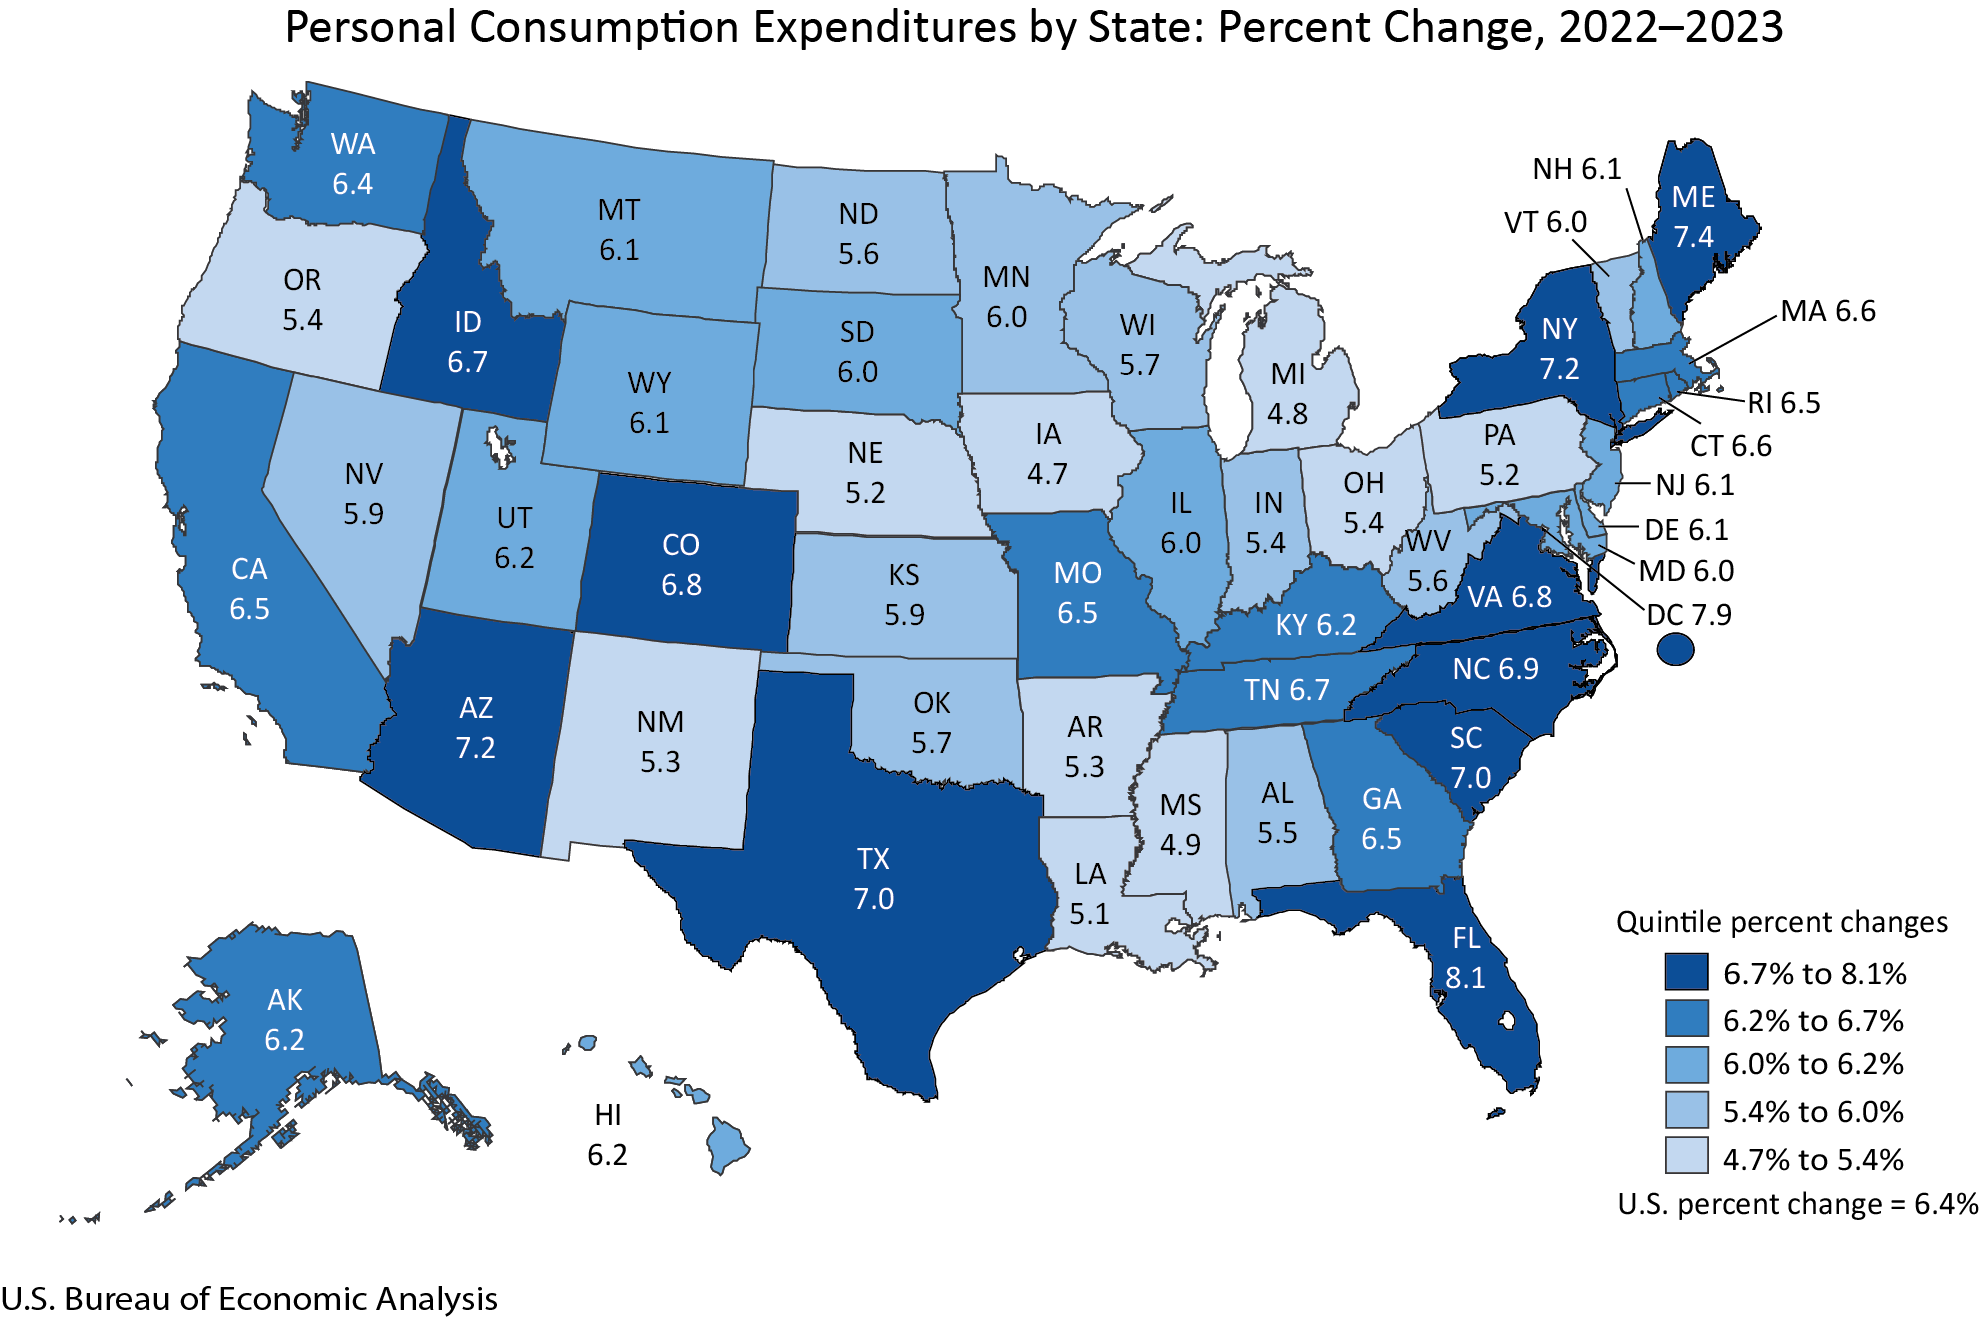 Personal Consumption Expenditures by State: Percent Change, 2022–2023
WA
6.4
OR
5.4
ID
6.7
MT
6.1
ND
5.6
MN
6.0
SD
6.0
WI
5.7
WY
6.1
MI
4.8
NH 6.1
VT 6.0
ME
7.4
NY
7.2
MA 6.6
RI 6.5
CT 6.6
PA
5.2
NJ 6.1
DE 6.1
MD 6.0
DC 7.9
NE
5.2
IA
4.7
NV
5.9
UT
6.2
CO
6.8
CA
6.5
KS
5.9
MO
6.5
IL
6.0
IN
5.4
OH
5.4
WV
5.6
VA 6.8
KY 6.2
NC 6.9
TN 6.7
AZ
7.2
NM
5.3
OK
5.7
AR
5.3
SC
7.0
MS
4.9
AL
5.5
GA
6.5
TX
7.0
LA
5.1
FL
8.1
AK
6.2
HI
6.2
Quintile percent changes
6.7% to 8.1%
6.2% to 6.7%
6.0% to 6.2%
5.4% to 6.0%
4.7% to 5.4%
U.S. percent change = 6.4%
U.S. Bureau of Economic Analysis